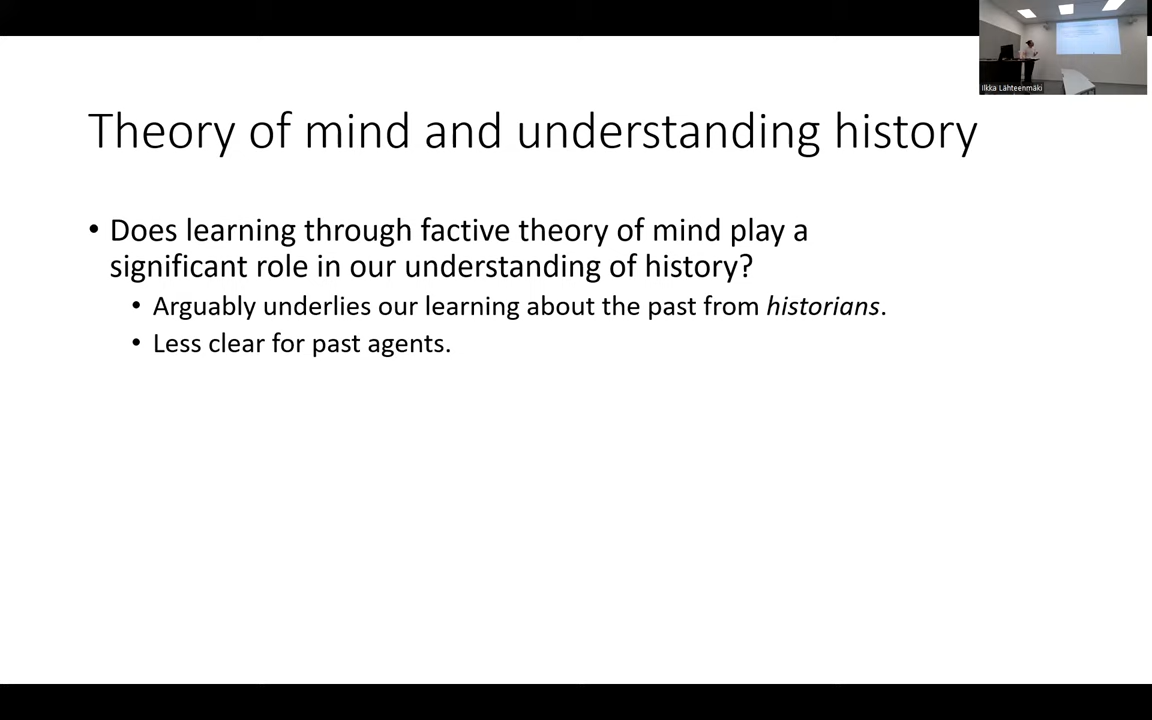 Theory of mind and understanding history
• Does learning through factive theory of mind play a
significant role in our understanding of history?
• Arguably underlies our learning about the past from historians.
• Less clear for past agents.
Ilkka Lähteenmäki